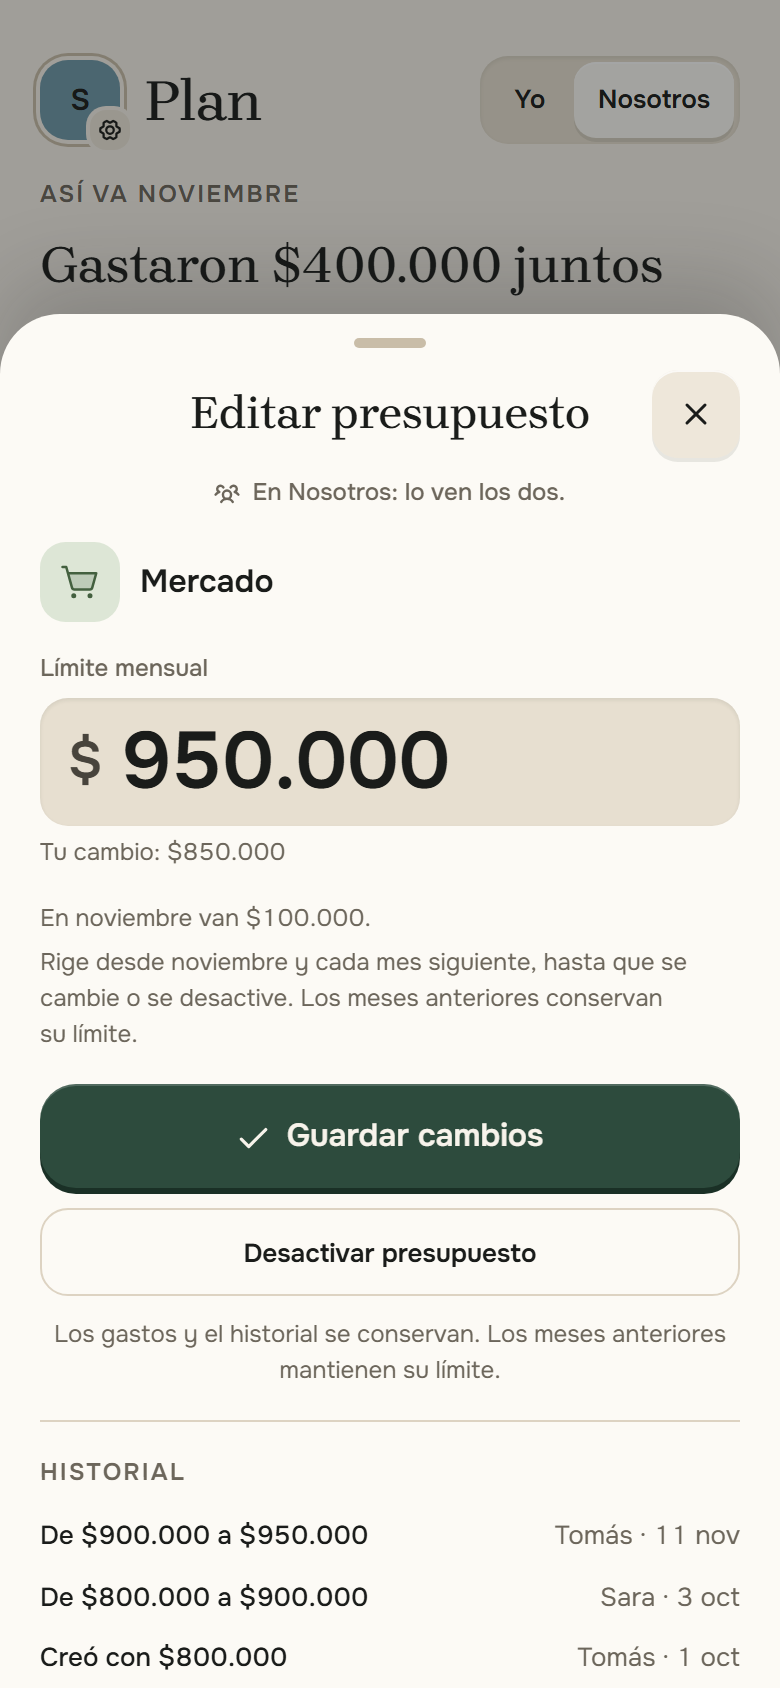 S
Plan
Yo
Nosotros
ASÍ VA NOVIEMBRE
Gastaron $400.000 juntos
Editar presupuesto
En Nosotros: lo ven los dos.
Mercado
Límite mensual
$ 950.000
Tu cambio: $850.000
En noviembre van $100.000.
Rige desde noviembre y cada mes siguiente, hasta que se
cambie o se desactive. Los meses anteriores conservan
su límite.
Guardar cambios
Desactivar presupuesto
Los gastos y el historial se conservan. Los meses anteriores
mantienen su límite.
HISTORIAL
De $900.000 a $950.000
Tomás · 11 nov
De $800.000 a $900.000
Sara · 3 oct
Creó con $800.000
Tomás · 1 oct